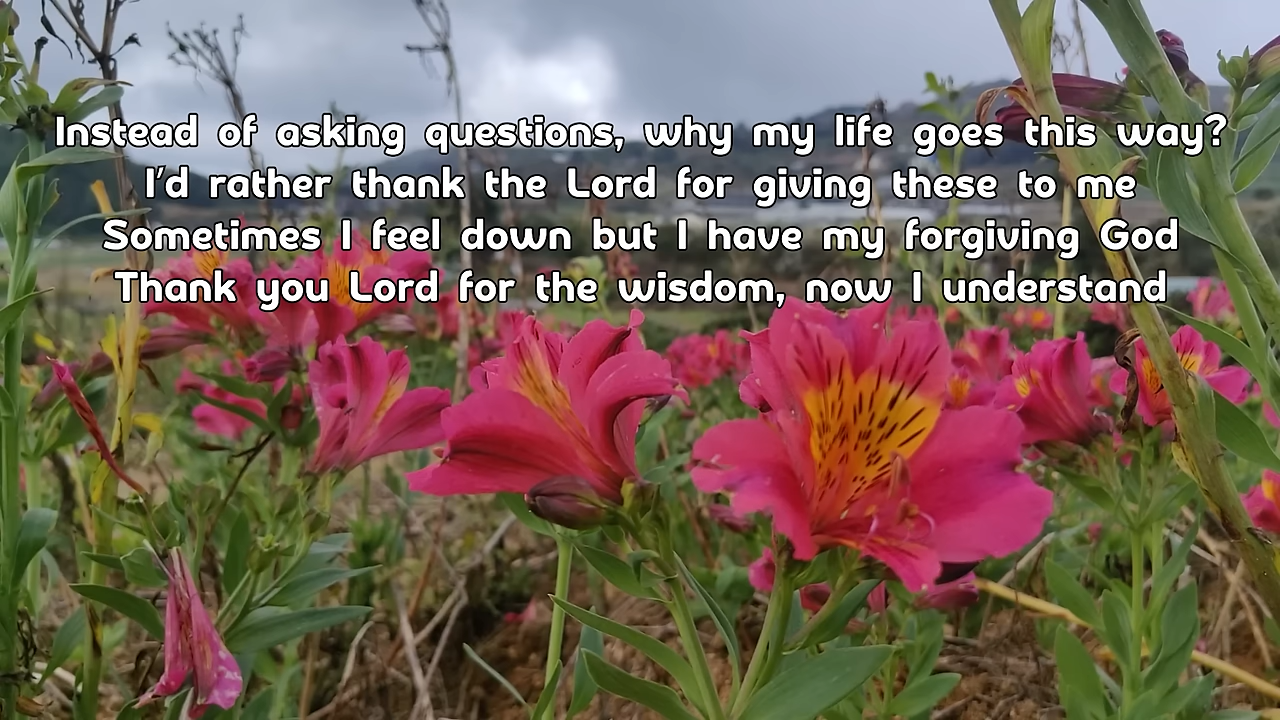 Instead of asking questions, why my life goes this way?
I'd rather thank the Lord for giving these to me
Sometimes I feel down but I have my forgiving God
Thank you Lord for the wisdom, now I understand